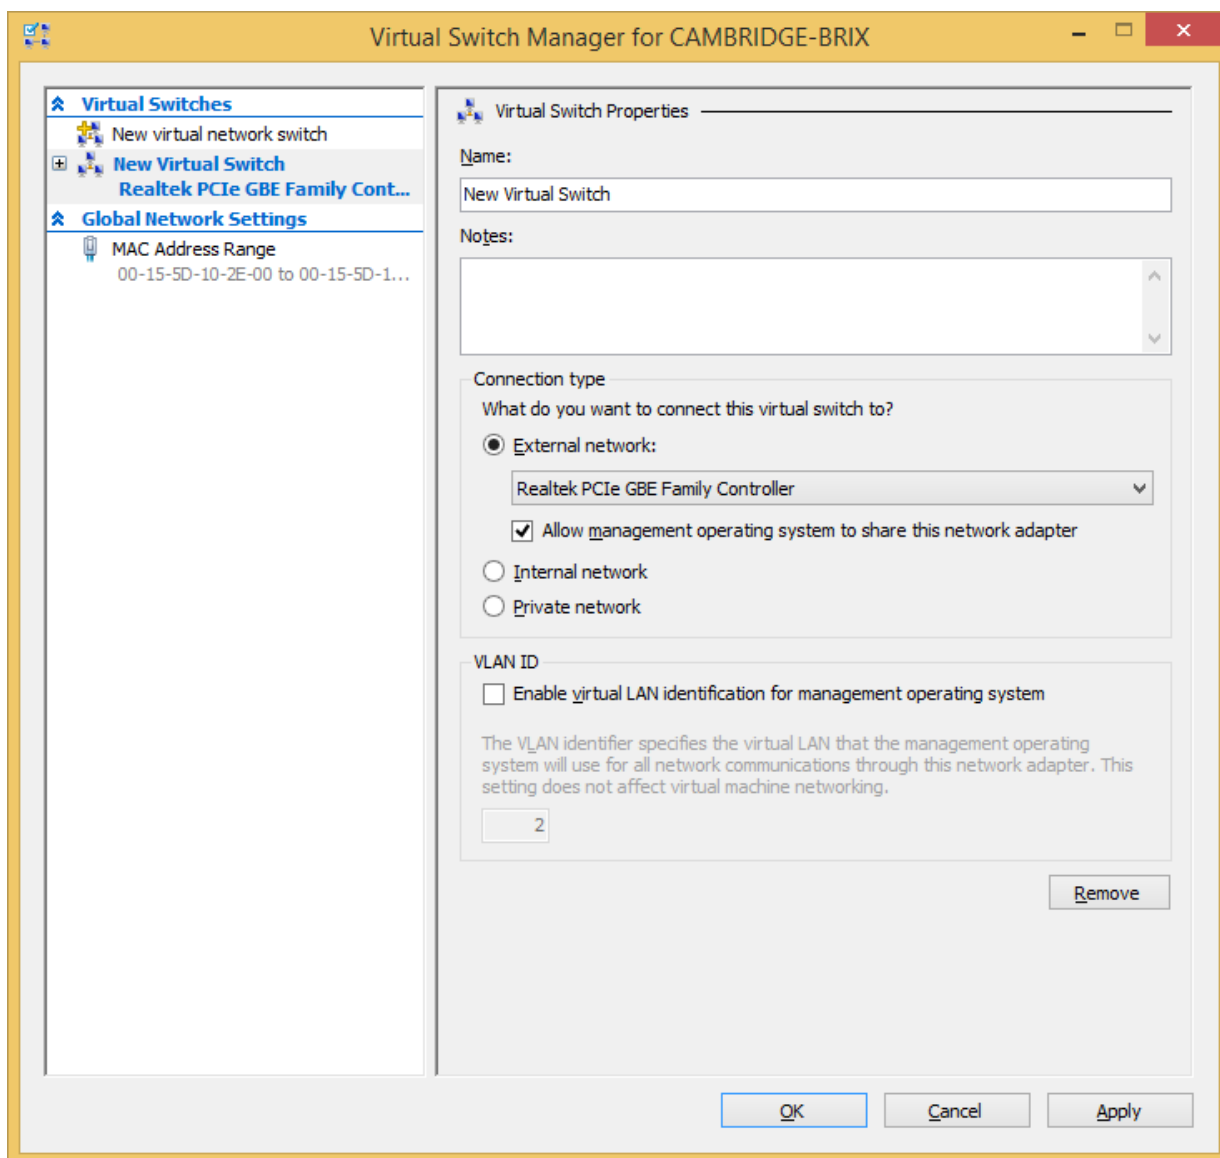 Virtual Switch Manager for CAMBRIDGE-BRIX
Virtual Switches
New virtual network switch
New Virtual Switch
Realtek PCIe GBE Family Cont...
Global Network Settings
MAC Address Range
00-15-5D-10-2E-00 to 00-15-5D-1...
Virtual Switch Properties
Name:
New Virtual Switch
Notes:
Connection type
What do you want to connect this virtual switch to?
External network:
Realtek PCIe GBE Family Controller
Allow management operating system to share this network adapter
Internal network
Private network
VLAN ID
Enable virtual LAN identification for management operating system
The VLAN identifier specifies the virtual LAN that the management operating
system will use for all network communications through this network adapter. This
setting does not affect virtual machine networking.
2
Remove
OK
Cancel
Apply